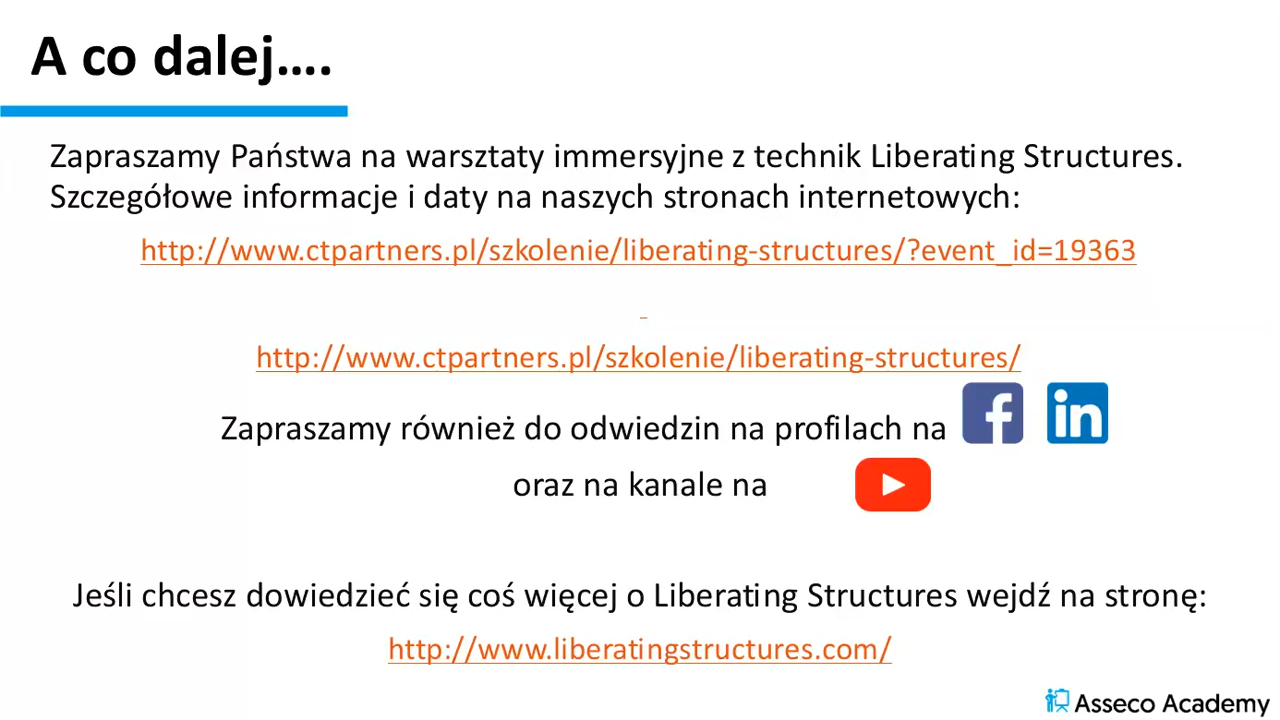 A co dalej....
Zapraszamy Państwa na warsztaty immersyjne z technik Liberating Structures.
Szczegółowe informacje i daty na naszych stronach internetowych:
http://www.ctpartners.pl/szkolenie/liberating-structures/?event_id=19363
http://www.ctpartners.pl/szkolenie/liberating-structures/
Zapraszamy również do odwiedzin na profilach na f in
oraz na kanale na
Jeśli chcesz dowiedzieć się coś więcej o Liberating Structures wejdź na stronę:
http://www.liberatingstructures.com/
Asseco Academy